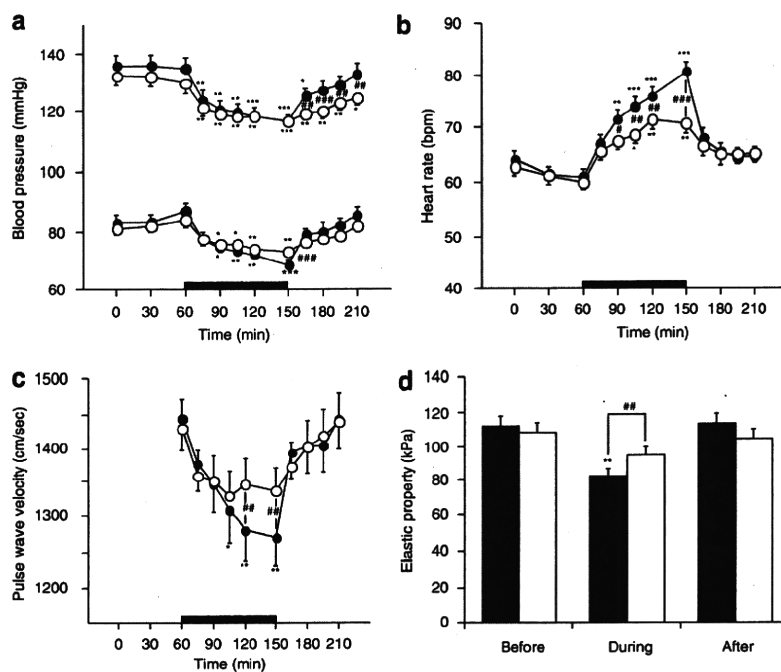 a
Blood pressure (mmHg)
140
120
100
80
60
** ** ** *** *** * ## ### ## ##
** ** ** ** *** *
* * ** **
* ** ** *** ###
0 30 60 90 120 150 180 210
Time (min)
b
Heart rate (bpm)
90
80
70
60
50
40
** *** *** ***
# ## ## ###
* ** **
0 30 60 90 120 150 180 210
Time (min)
c
Pulse wave velocity (cm/sec)
1500
1400
1300
1200
## ##
* ** **
0 30 60 90 120 150 180 210
Time (min)
d
Elastic property (kPa)
140
120
100
80
60
40
20
0
##
**
Before During After